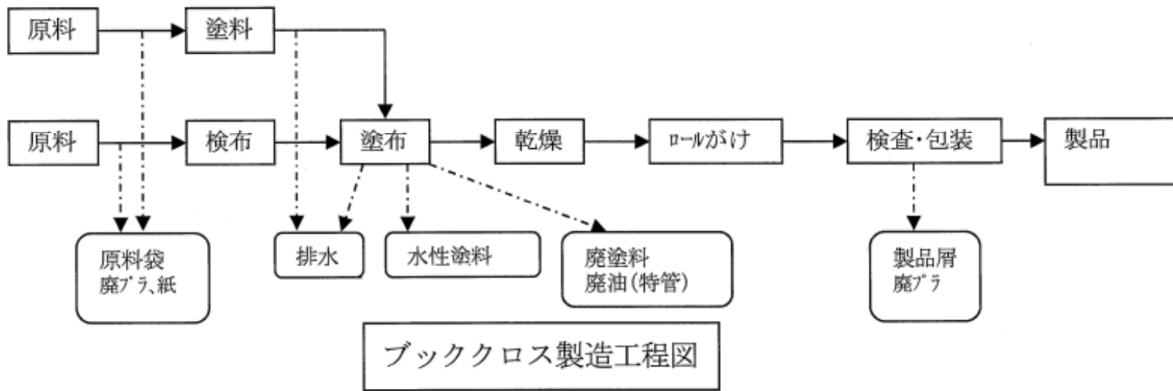 原料
塗料
原料
検布
塗布
乾燥
ﾛｰﾙがけ
検査・包装
製品
原料袋
廃ﾌﾟﾗ、紙
排水
水性塗料
廃塗料
廃油(特管)
製品層
廃ﾌﾟﾗ
ブッククロス製造工程図